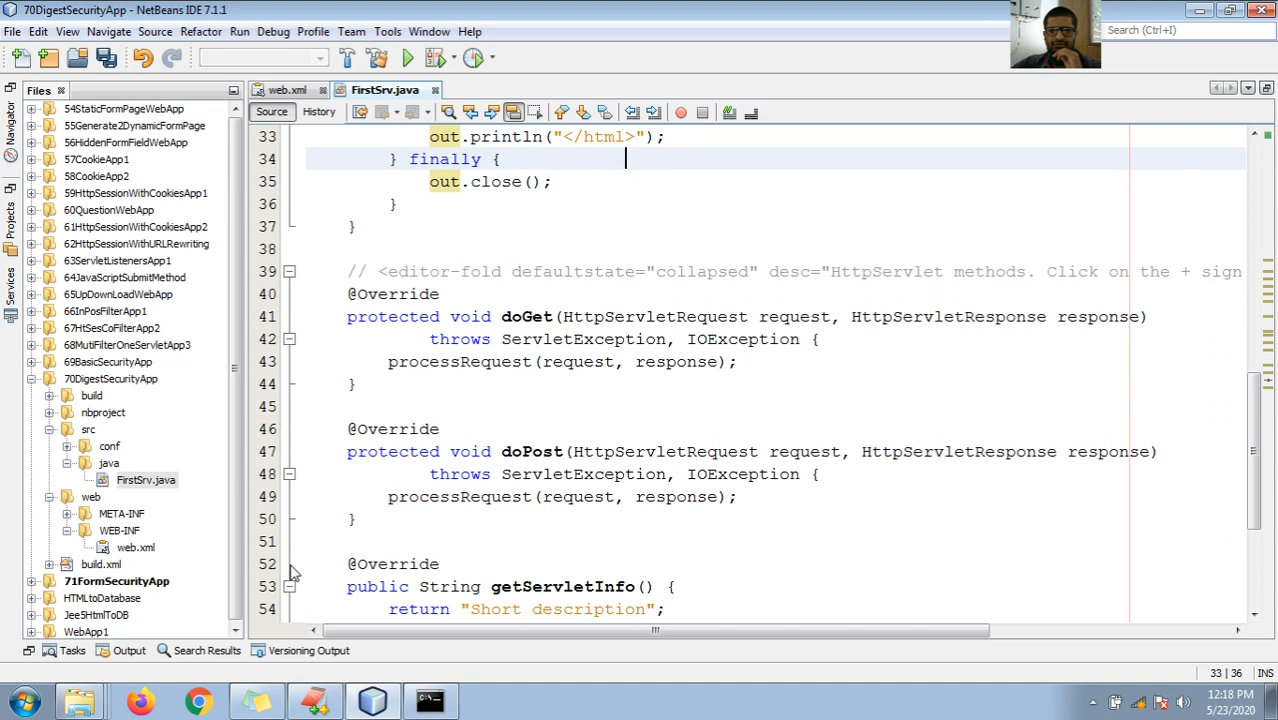 70DigestSecurityApp - NetBeans IDE 7.1.1
File Edit View Navigate Source Refactor Run Debug Profile Team Tools Window Help
Search (Ctrl+I)
Files
web.xml
FirstSrv.java
Source
History
Navigator
Projects
Services
54StaticFormPageWebApp
55Generate2DynamicFormPage
56HiddenFormFieldWebApp
57CookieApp1
58CookieApp2
59HttpSessionWithCookiesApp1
60QuestionWebApp
61HttpSessionWithCookiesApp2
62HttpSessionWithURLRewriting
63ServletListenersApp1
64JavaScriptSubmitMethod
65UpDownLoadWebApp
66InPosFilterApp1
67HtSesCoFilterApp2
68MutiFilterOneServletApp3
69BasicSecurityApp
70DigestSecurityApp
build
nbproject
src
conf
java
FirstSrv.java
web
META-INF
WEB-INF
web.xml
build.xml
71FormSecurityApp
HTMLtoDatabase
Jee5HtmlToDB
WebApp1
33 out.println("</html>");
34 } finally {
35 out.close();
36 }
37 }
38
39 // <editor-fold defaultstate="collapsed" desc="HttpServlet methods. Click on the + sign
40 @Override
41 protected void doGet(HttpServletRequest request, HttpServletResponse response)
42 throws ServletException, IOException {
43 processRequest(request, response);
44 }
45
46 @Override
47 protected void doPost(HttpServletRequest request, HttpServletResponse response)
48 throws ServletException, IOException {
49 processRequest(request, response);
50 }
51
52 @Override
53 public String getServletInfo() {
54 return "Short description";
Tasks
Output
Search Results
Versioning Output
33 | 36
INS
12:18 PM
5/23/2020